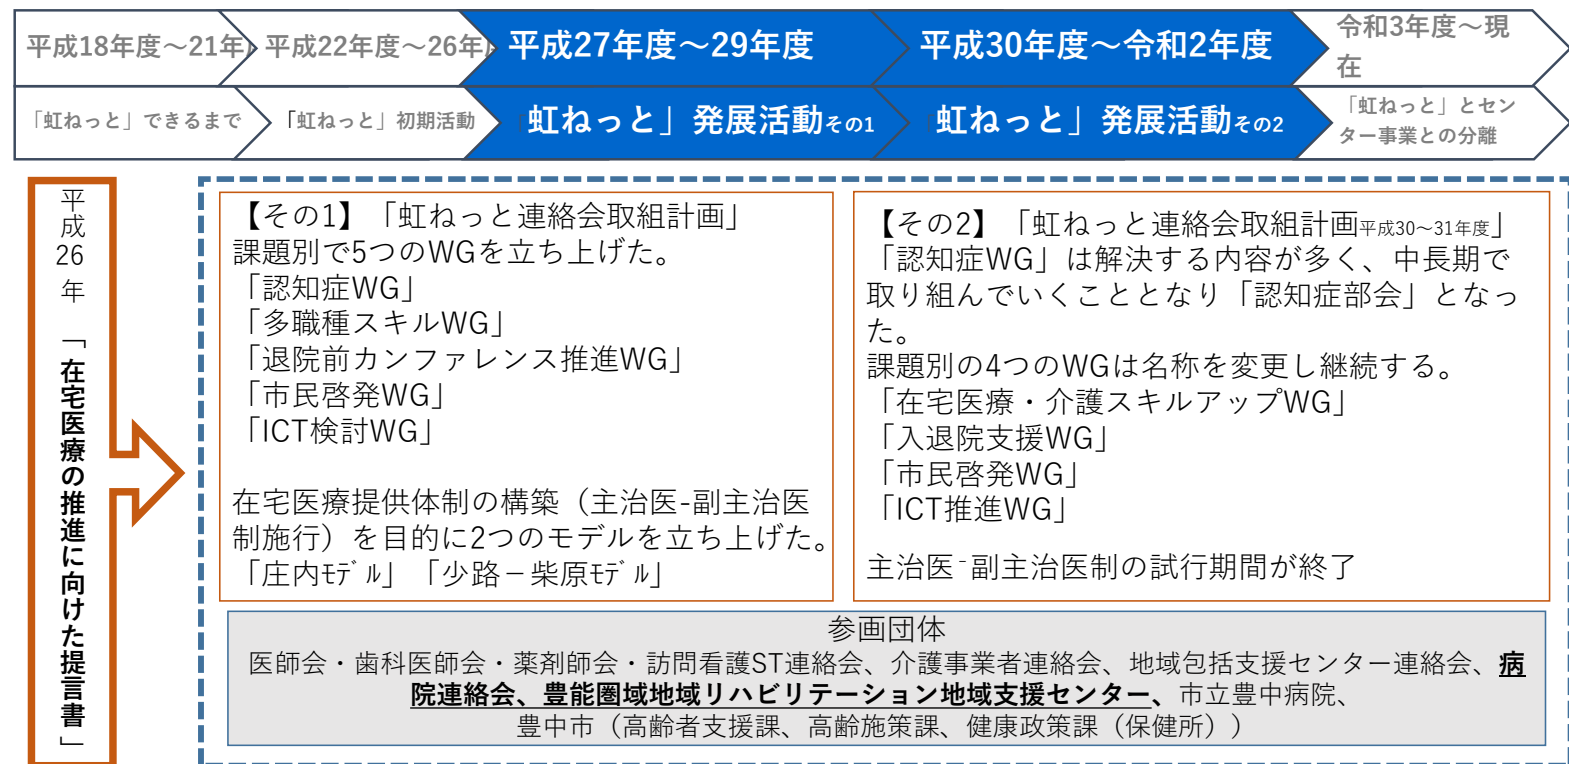 平成18年度～21年
平成22年度～26年
平成27年度～29年度
平成30年度～令和2年度
令和3年度～現
在
「虹ねっと」できるまで
「虹ねっと」初期活動
虹ねっと」発展活動その1
虹ねっと」発展活動その2
「虹ねっと」とセン
ター事業との分離
平成26年「在宅医療の推進に向けた提言書」
【その1】「虹ねっと連絡会取組計画」
課題別で5つのWGを立ち上げた。
「認知症WG」
「多職種スキルWG」
「退院前カンファレンス推進WG」
「市民啓発WG」
「ICT検討WG」
在宅医療提供体制の構築（主治医-副主治医
制施行）を目的に2つのモデルを立ち上げた。
「庄内ﾓﾃﾞﾙ」「少路－柴原ﾓﾃﾞﾙ」
【その2】「虹ねっと連絡会取組計画平成30～31年度」
「認知症WG」は解決する内容が多く、中長期で
取り組んでいくこととなり「認知症部会」となっ
た。
課題別の4つのWGは名称を変更し継続する。
「在宅医療・介護スキルアップWG」
「入退院支援WG」
「市民啓発WG」
「ICT推進WG」
主治医-副主治医制の試行期間が終了
参画団体
医師会・歯科医師会・薬剤師会・訪問看護ST連絡会、介護事業者連絡会、地域包括支援センター連絡会、病
院連絡会、豊能圏域地域リハビリテーション地域支援センター、市立豊中病院、
豊中市（高齢者支援課、高齢施策課、健康政策課（保健所））